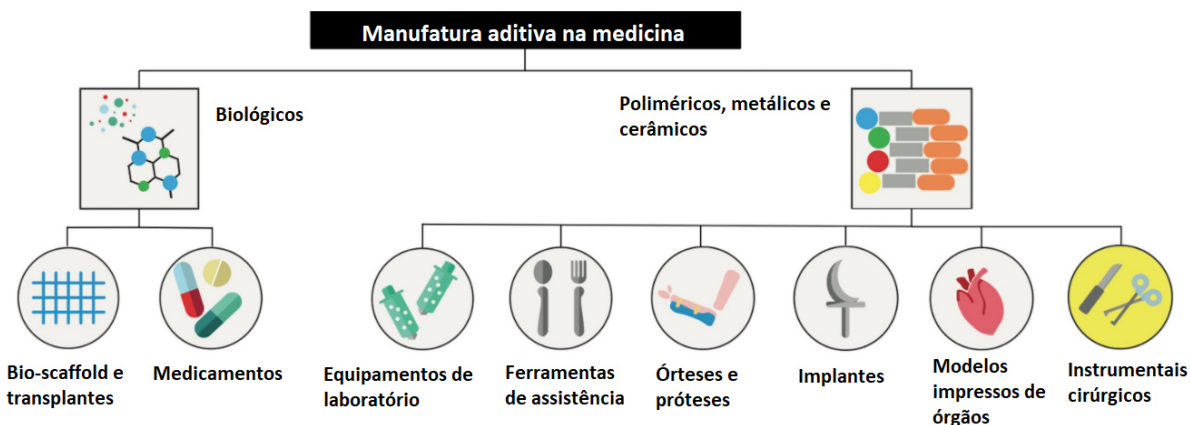 Manufatura aditiva na medicina
Biológicos
Poliméricos, metálicos e
cerâmicos
Bio-scaffold e
transplantes
Medicamentos
Equipamentos de
laboratório
Ferramentas
de assistência
Órteses e
próteses
Implantes
Modelos
impressos de
órgãos
Instrumentais
cirúrgicos